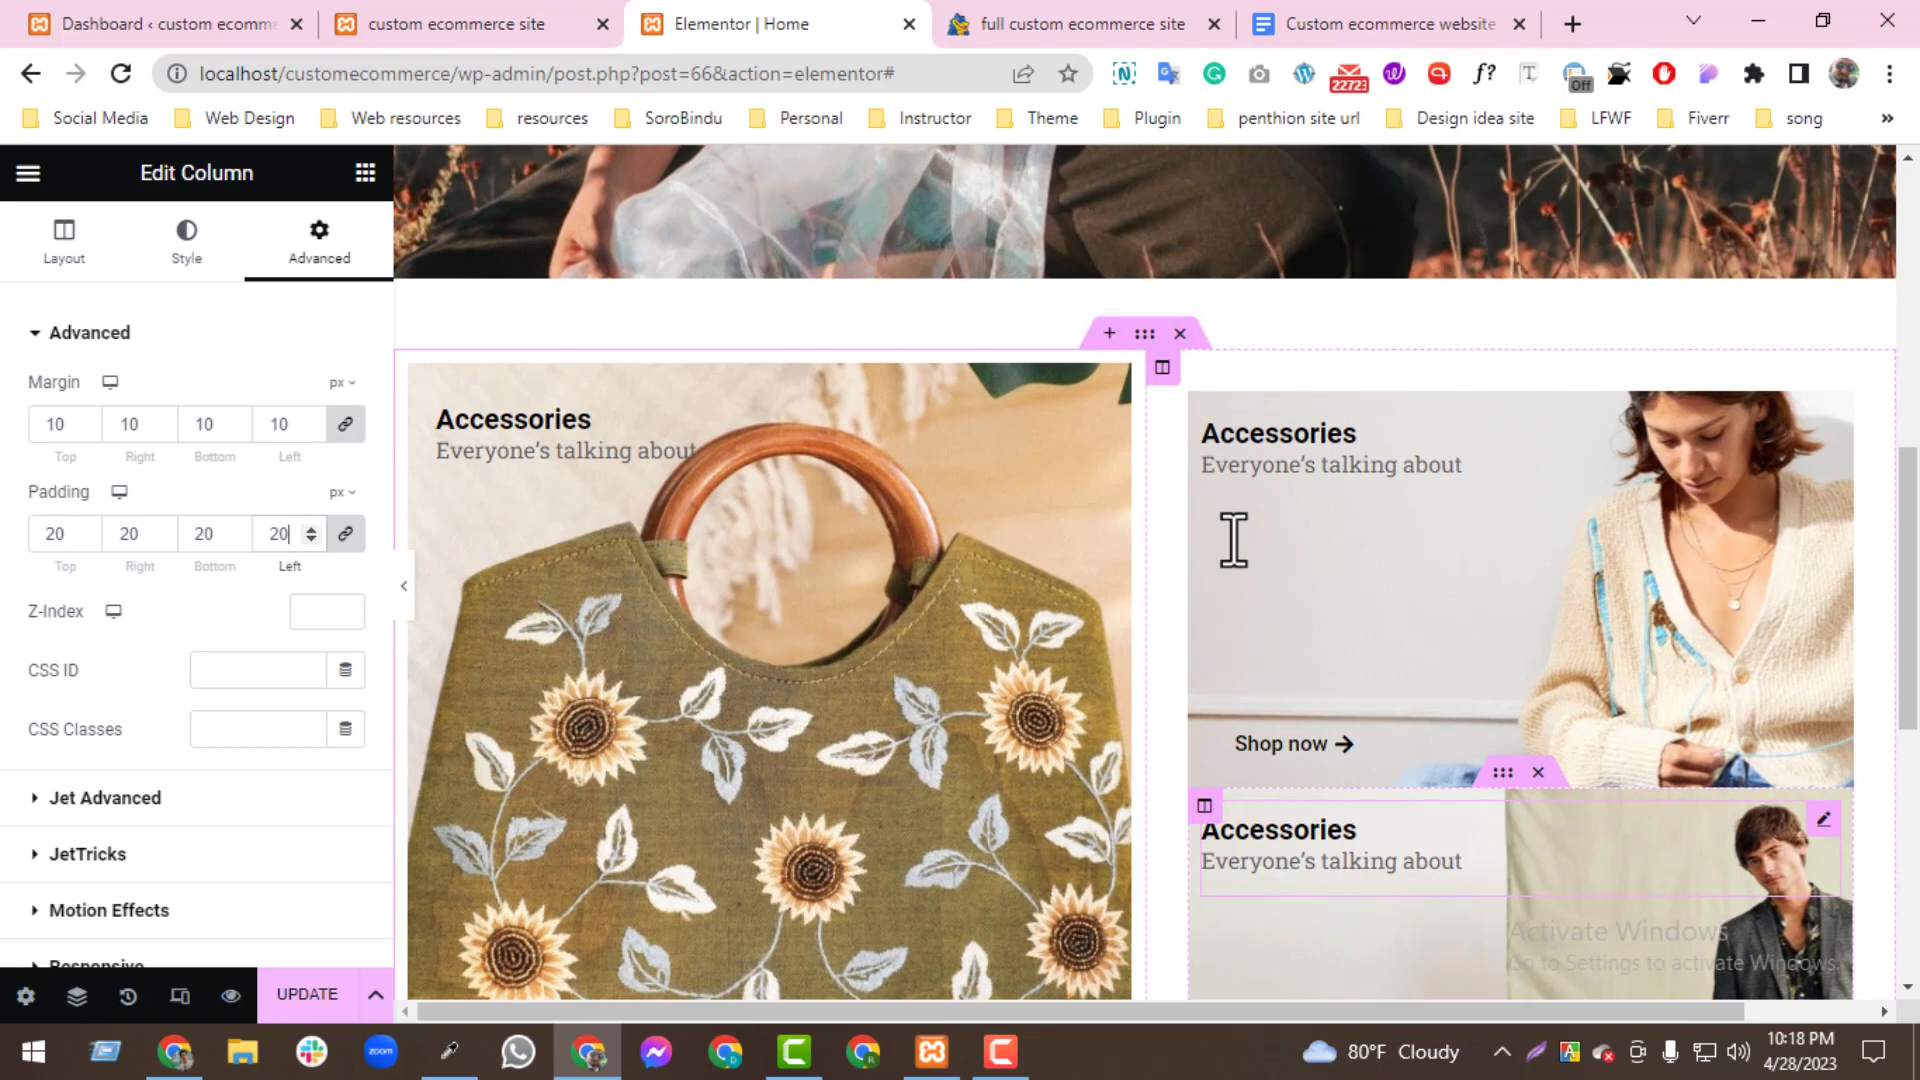 Dashboard ‹ custom ecomme
custom ecommerce site
Elementor | Home
full custom ecommerce site
Custom ecommerce website
localhost/customecommerce/wp-admin/post.php?post=66&action=elementor#
22723
f?
Off
Social Media
Web Design
Web resources
resources
SoroBindu
Personal
Instructor
Theme
Plugin
penthion site url
Design idea site
LFWF
Fiverr
song
»
Edit Column
Layout
Style
Advanced
Advanced
Margin
px
10 10 10 10
Top Right Bottom Left
Padding
px
20 20 20 20
Top Right Bottom Left
Z-Index
CSS ID
CSS Classes
Jet Advanced
JetTricks
Motion Effects
Responsive
UPDATE
Accessories
Everyone's talking about
Accessories
Everyone's talking about
Shop now
Accessories
Everyone's talking about
Activate Windows
Go to Settings to activate Windows.
zoom
80°F Cloudy
10:18 PM
4/28/2023